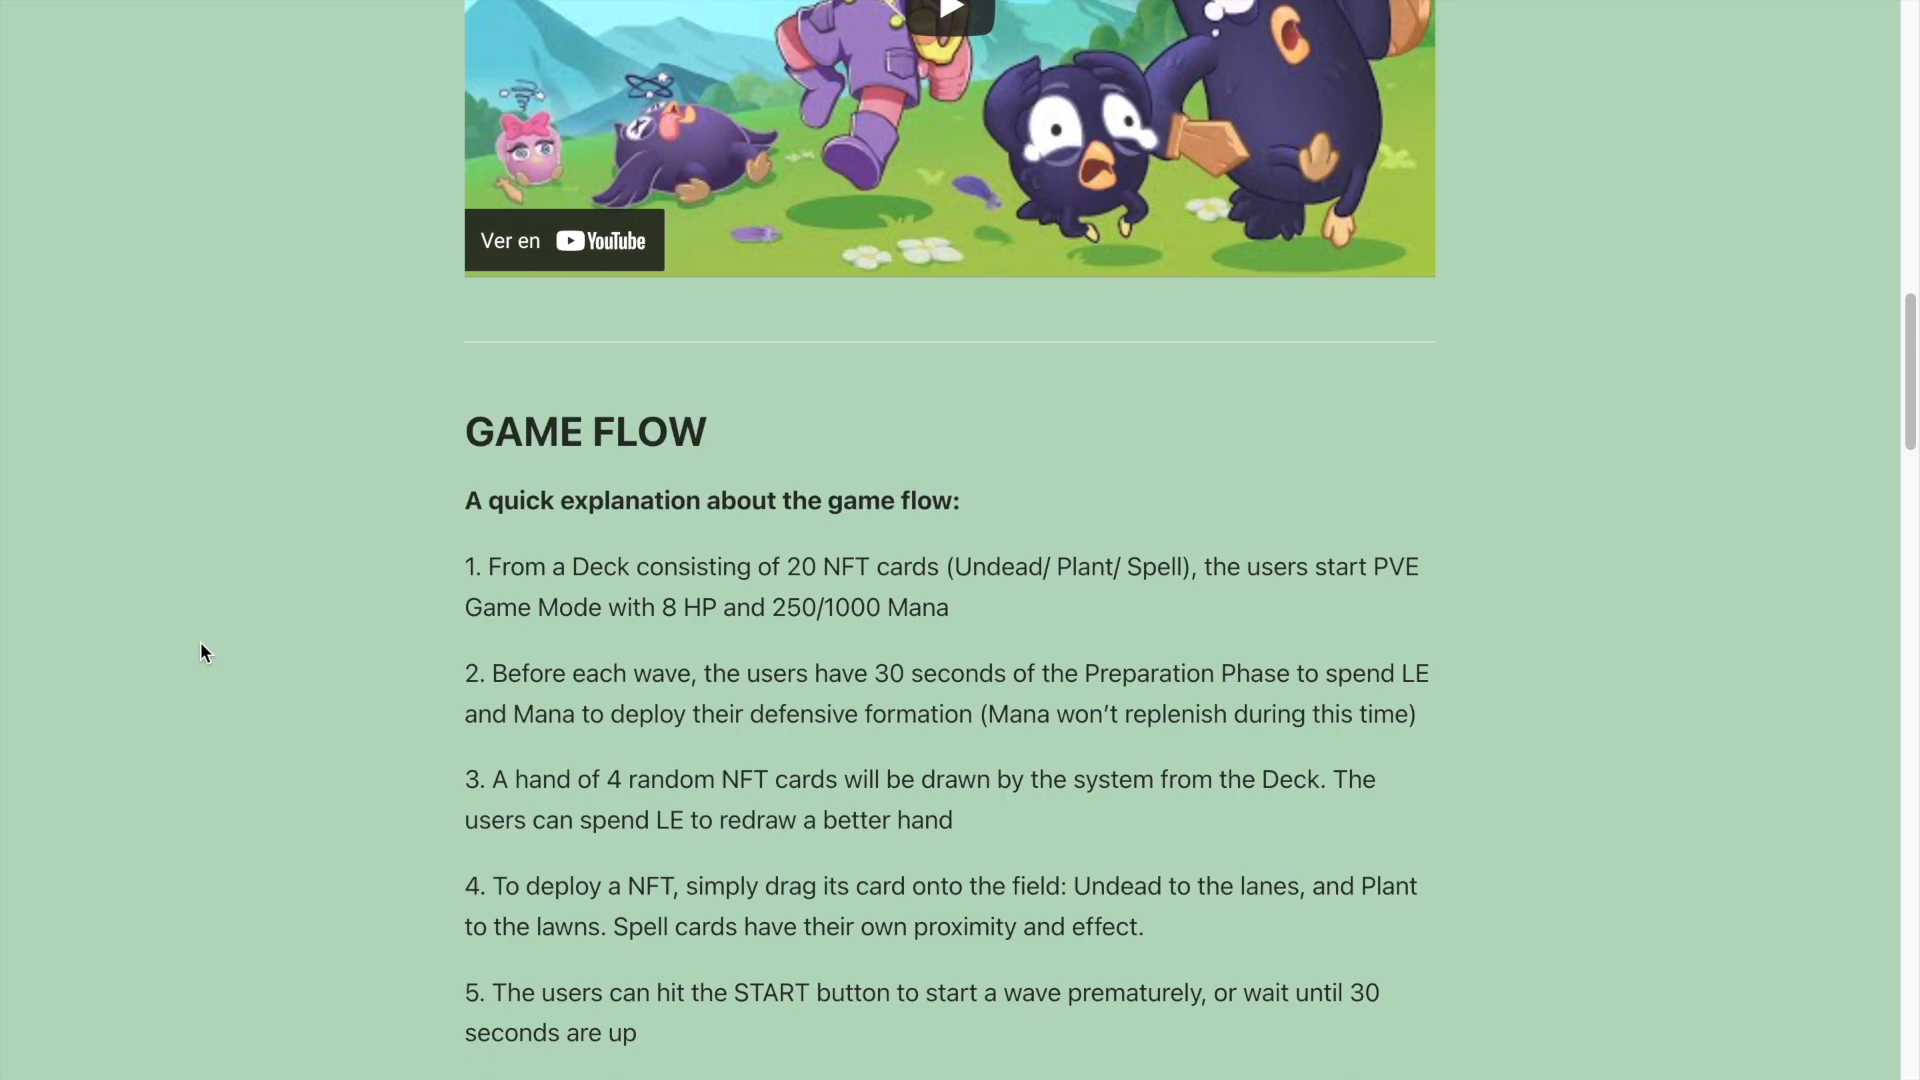 Ver en YouTube
GAME FLOW
A quick explanation about the game flow:
1. From a Deck consisting of 20 NFT cards (Undead/ Plant/ Spell), the users start PVE
Game Mode with 8 HP and 250/1000 Mana
2. Before each wave, the users have 30 seconds of the Preparation Phase to spend LE
and Mana to deploy their defensive formation (Mana won’t replenish during this time)
3. A hand of 4 random NFT cards will be drawn by the system from the Deck. The
users can spend LE to redraw a better hand
4. To deploy a NFT, simply drag its card onto the field: Undead to the lanes, and Plant
to the lawns. Spell cards have their own proximity and effect.
5. The users can hit the START button to start a wave prematurely, or wait until 30
seconds are up